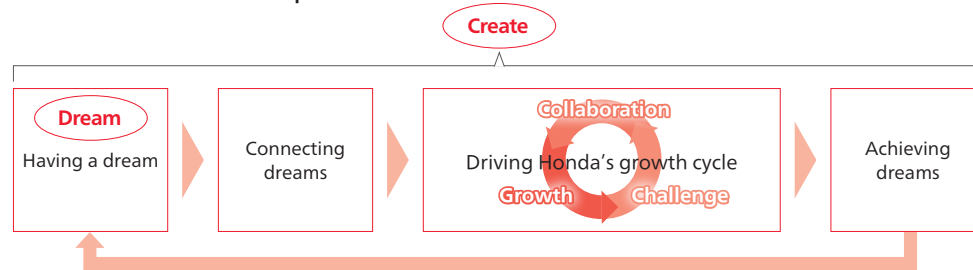 Create
Dream
Having a dream
Connecting
dreams
Collaboration
Driving Honda's growth cycle
Growth
Challenge
Achieving
dreams